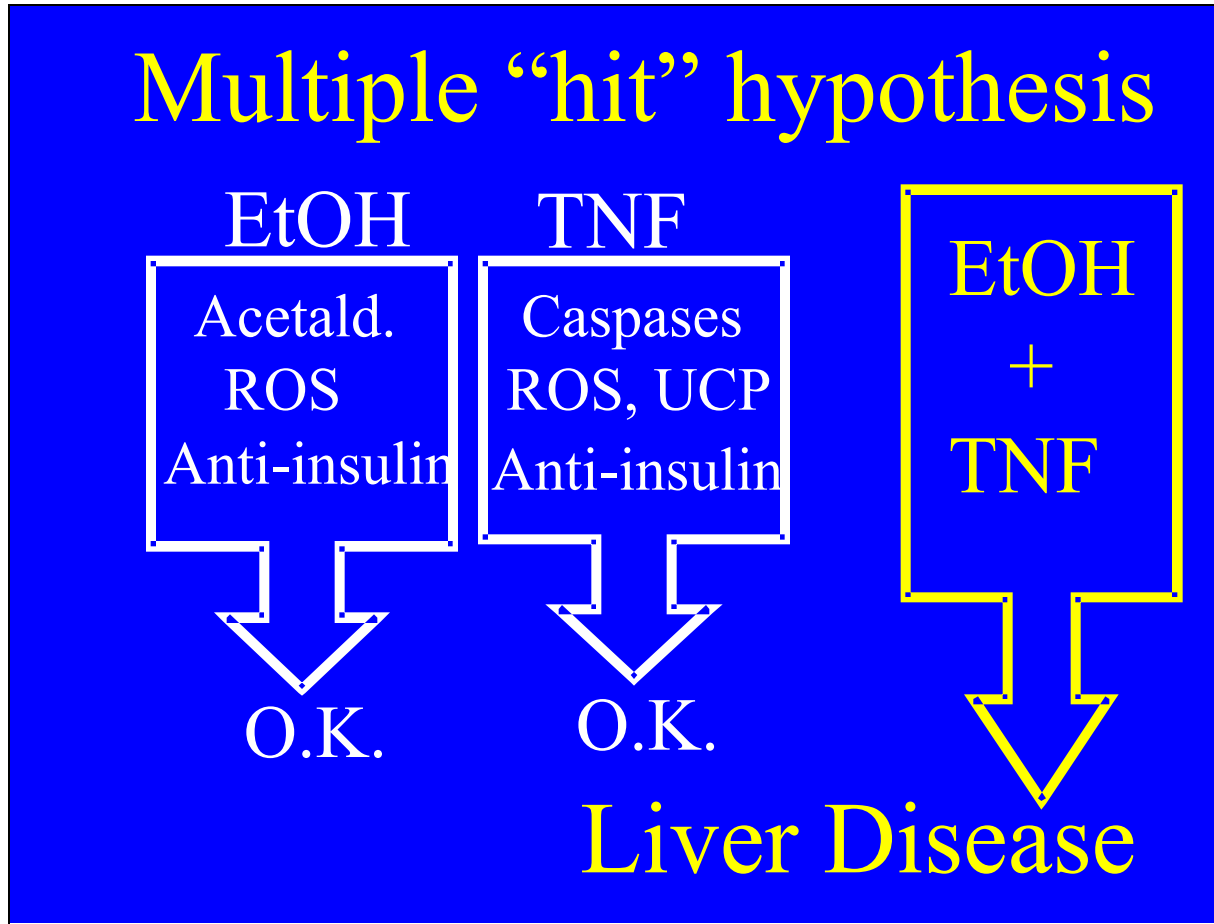 Multiple “hit” hypothesis
EtOH
Acetald.
ROS
Anti-insulin
O.K.
TNF
Caspases
ROS, UCP
Anti-insulin
O.K.
EtOH
+
TNF
Liver Disease